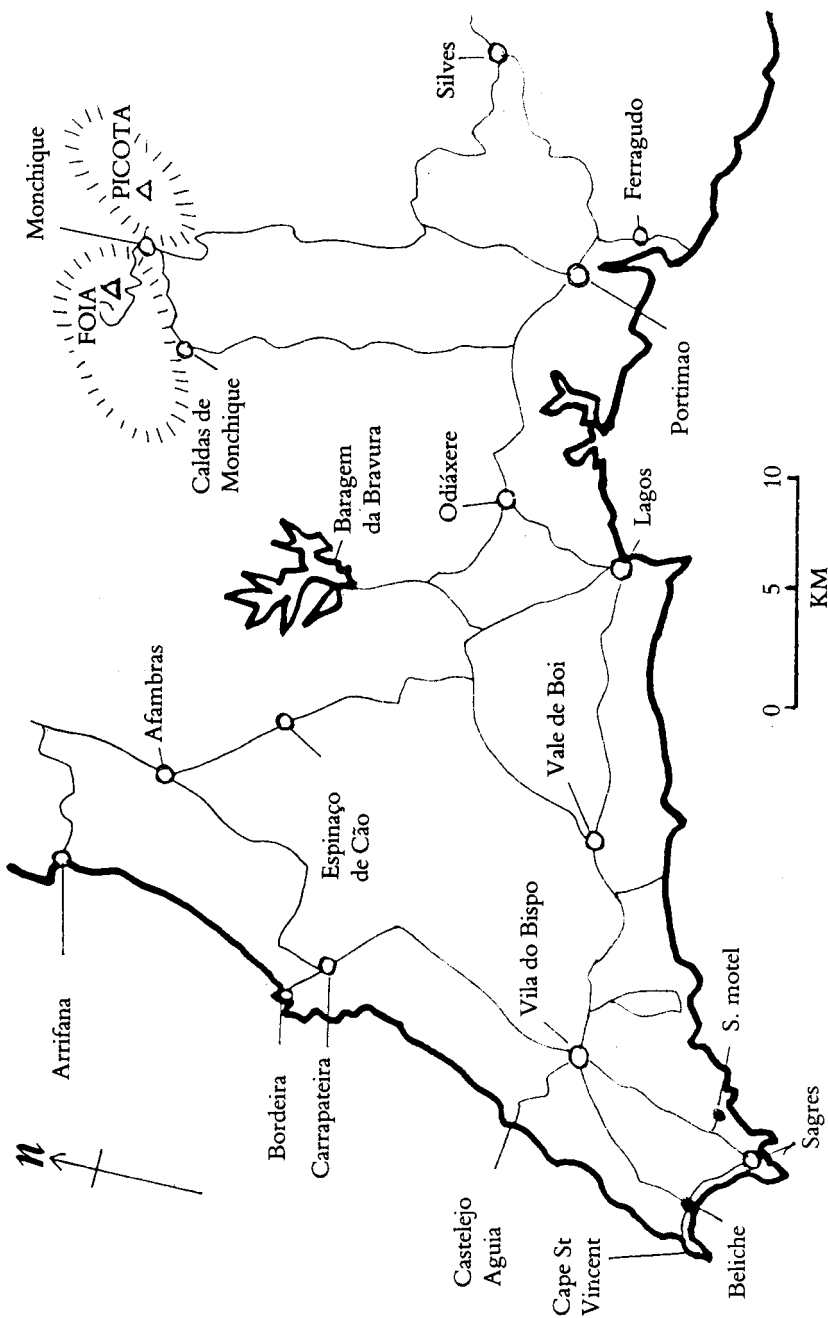 n
Arrifana
Afambras
FOIA
PICOTA
Monchique
Caldas de
Monchique
Silves
Bordeira
Carrapateira
Espinaço
de Cão
Baragem
da Bravura
Castelejo
Aguia
Vila do Bispo
Vale de Boi
Odiáxere
Ferragudo
Cape St
Vincent
Beliche
Sagres
S. motel
Lagos
Portimao
0 5 10
KM